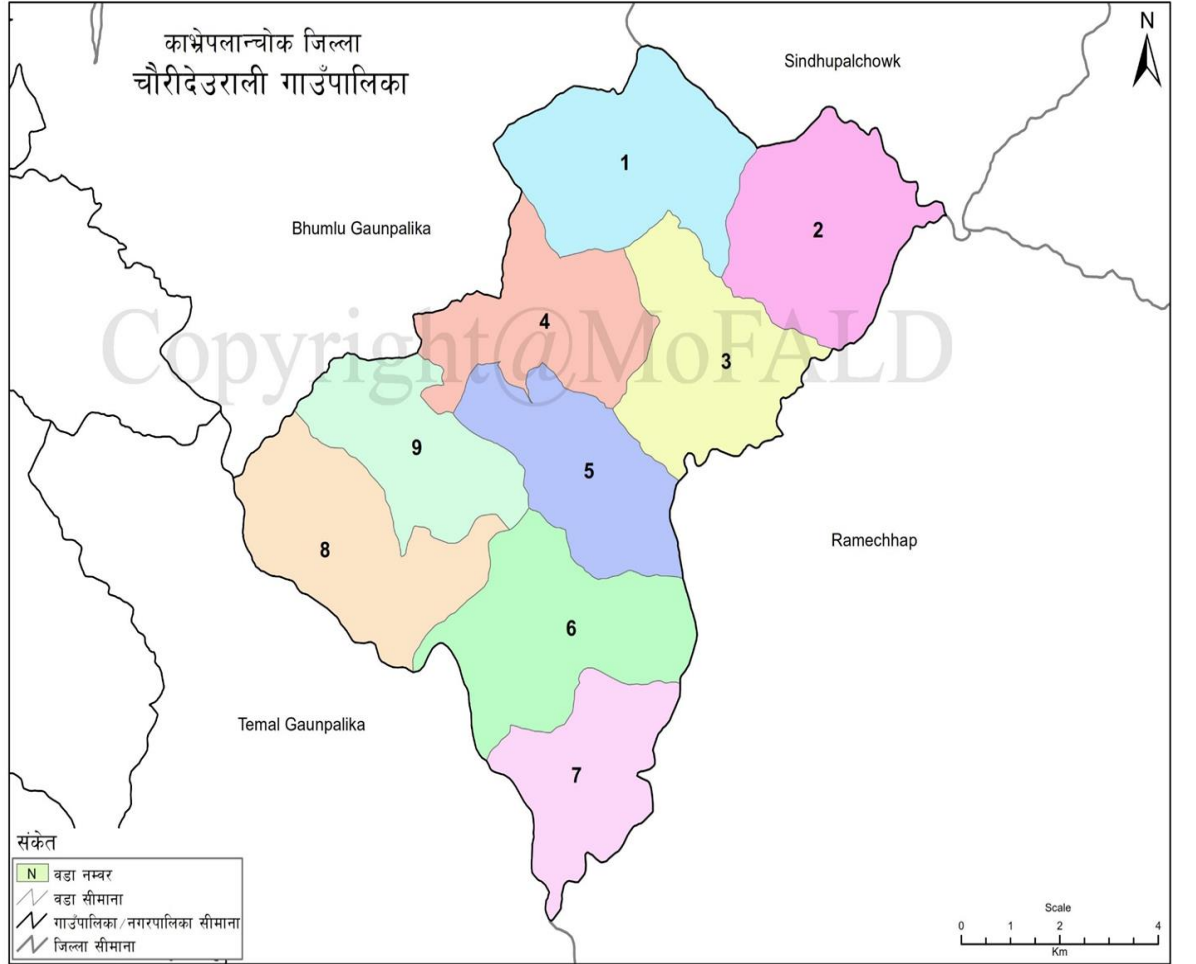 काभ्रेपलान्चोक जिल्ला
चौरीदेउराली गाउँपालिका
N
Sindhupalchowk
1
2
Bhumlu Gaunpalika
4
3
Copyright@MoFALD
9
5
8
Ramechhap
6
Temal Gaunpalika
7
संकेत
N वडा नम्बर
वडा सीमाना
गाउँपालिका/नगरपालिका सीमाना
जिल्ला सीमाना
Scale
0 1 2 4
Km